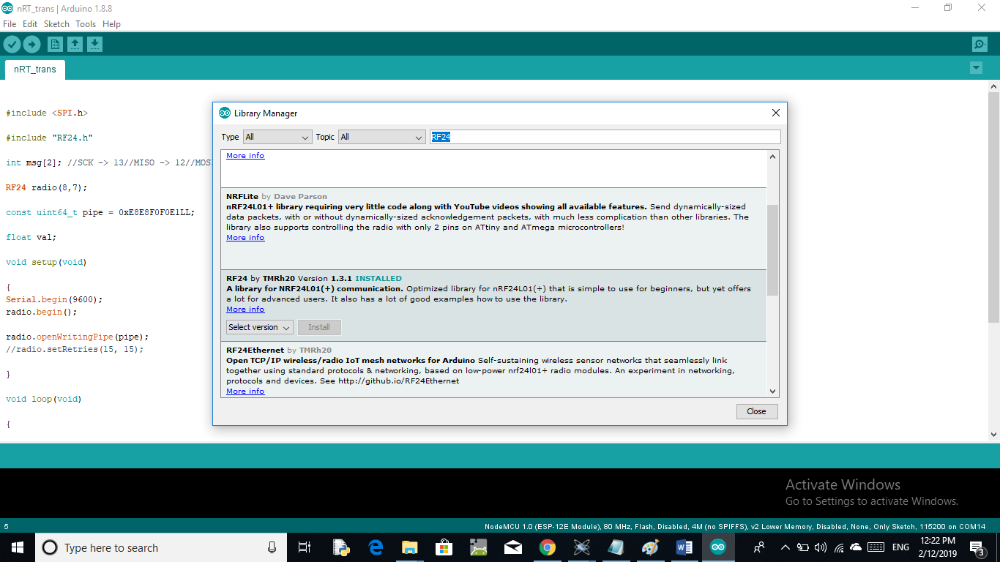 nRT_trans | Arduino 1.8.8
File Edit Sketch Tools Help
nRT_trans
#include <SPI.h>
#include "RF24.h"
int msg[2]; //SCK -> 13//MISO -> 12//MOS
RF24 radio(8,7);
const uint64_t pipe = 0xE8E8F0F0E1LL;
float val;
void setup(void)
{
Serial.begin(9600);
radio.begin();
radio.openWritingPipe(pipe);
//radio.setRetries(15, 15);
}
void loop(void)
{
Library Manager
Type All Topic All RF24
More info
NRFLite by Dave Parson
nRF24L01+ library requiring very little code along with YouTube videos showing all available features. Send dynamically-sized
data packets, with or without dynamically-sized acknowledgement packets, with much less complication than other libraries. The
library also supports controlling the radio with only 2 pins on ATtiny and ATmega microcontrollers!
More info
RF24 by TMRh20 Version 1.3.1 INSTALLED
A library for NRF24L01(+) communication. Optimized library for nRF24L01(+) that is simple to use for beginners, but yet offers
a lot for advanced users. It also has a lot of good examples how to use the library.
More info
Select version Install
RF24Ethernet by TMRh20
Open TCP/IP wireless/radio IoT mesh networks for Arduino Self-sustaining wireless sensor networks that seamlessly link
together using standard protocols & networking, based on low-power nrf24l01+ radio modules. An experiment in networking,
protocols and devices. See http://github.io/RF24Ethernet
More info
Close
Activate Windows
Go to Settings to activate Windows.
5 NodeMCU 1.0 (ESP-12E Module), 80 MHz, Flash, Disabled, 4M (no SPIFFS), v2 Lower Memory, Disabled, None, Only Sketch, 115200 on COM14
Type here to search
ENG
12:22 PM
2/12/2019
3